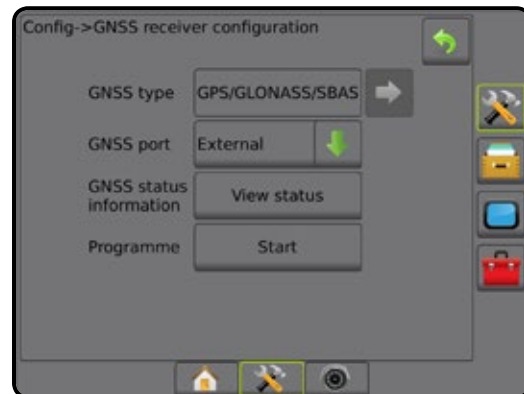 Config->GNSS receiver configuration
GNSS type GPS/GLONASS/SBAS
GNSS port External
GNSS status
information View status
Programme Start